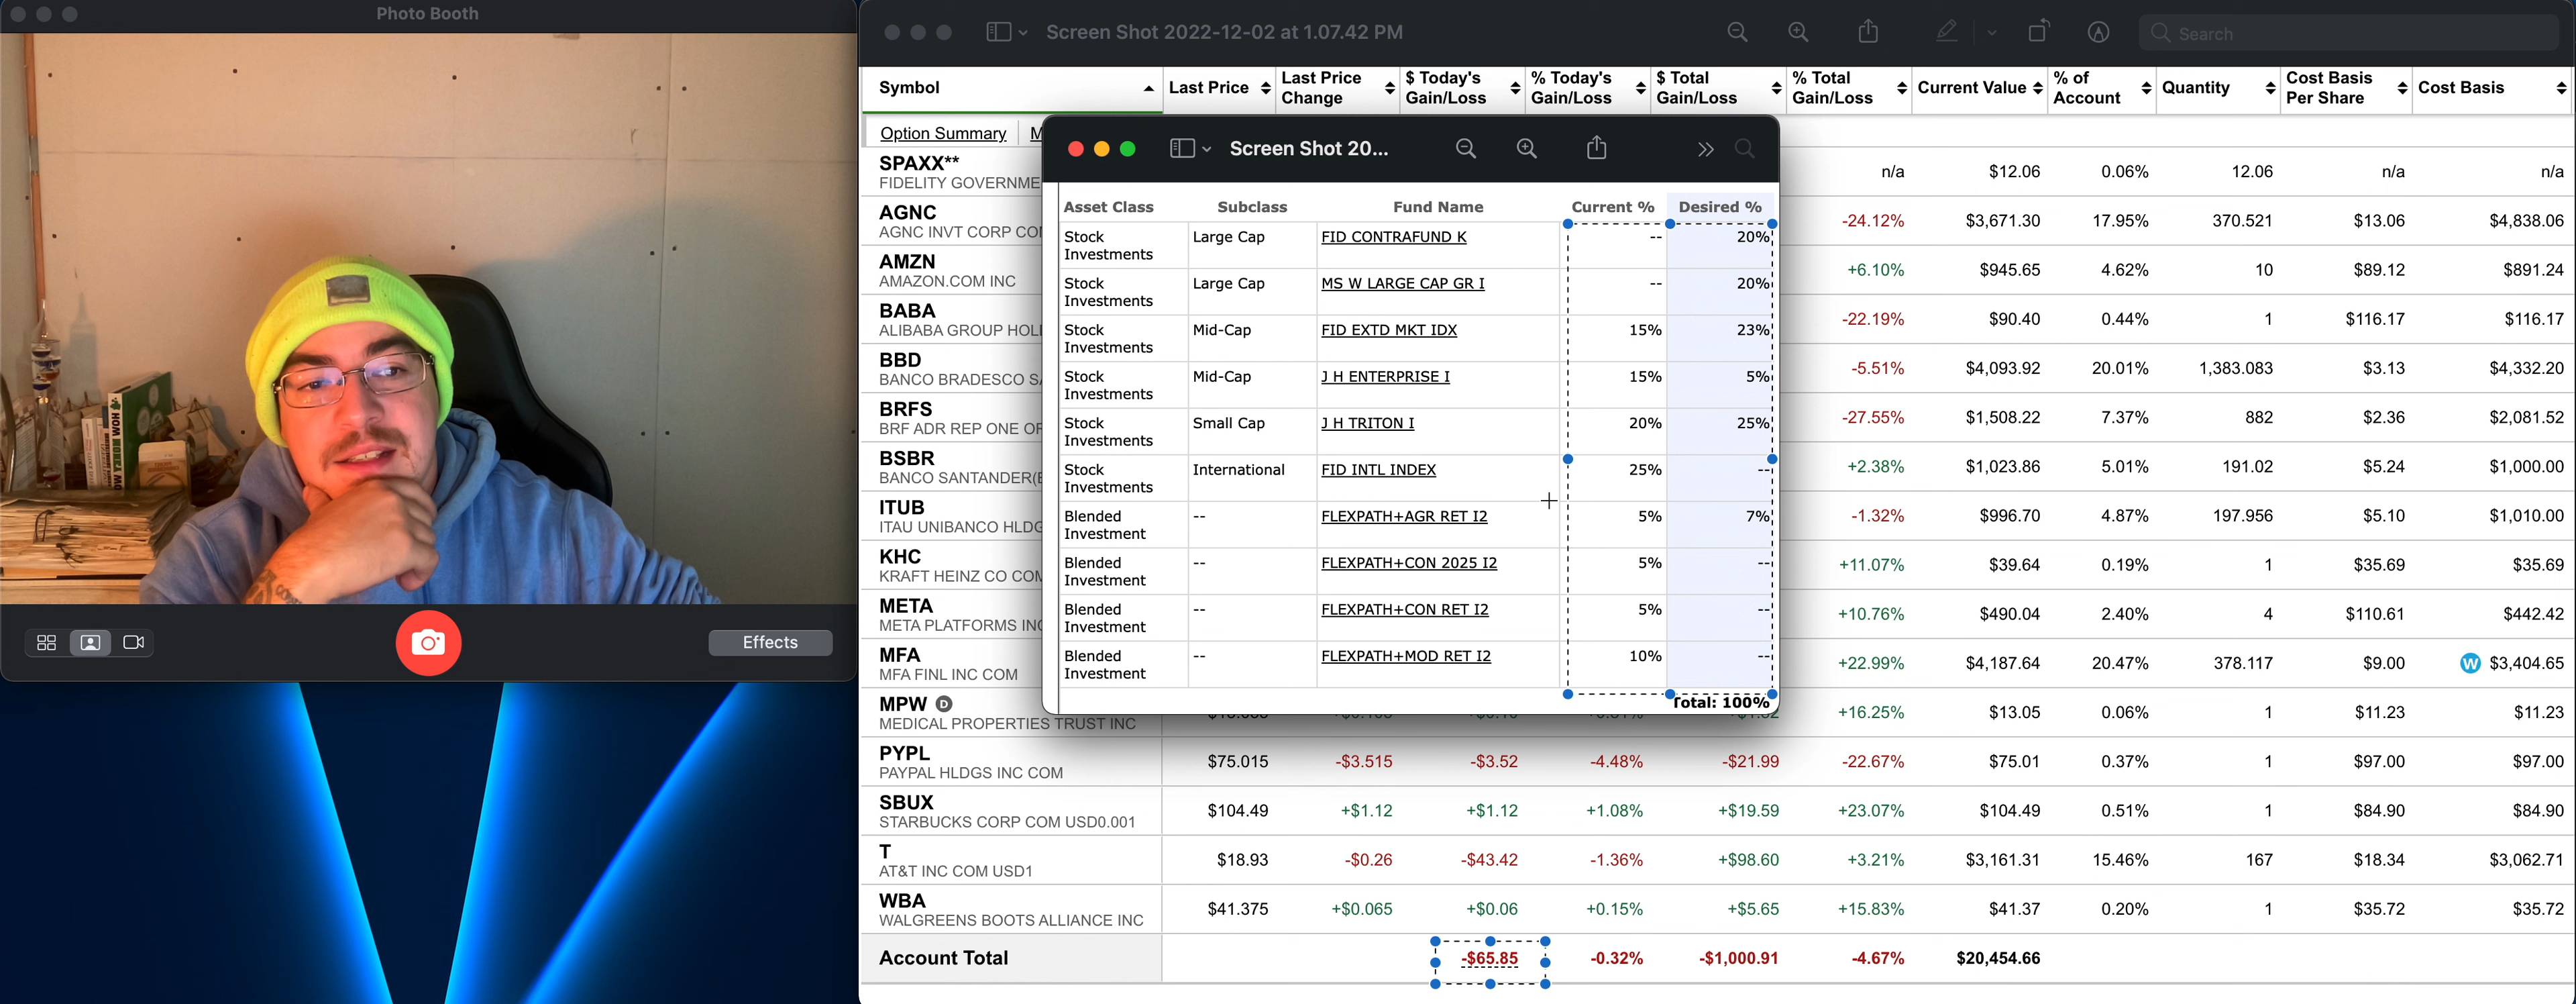 Photo Booth
HOW MONEY WO
Effects
Screen Shot 2022-12-02 at 1.07.42 PM
Search
Symbol Last Price Last Price Change $ Today's Gain/Loss % Today's Gain/Loss $ Total Gain/Loss % Total Gain/Loss Current Value % of Account Quantity Cost Basis Per Share Cost Basis
Option Summary M
SPAXX** n/a $12.06 0.06% 12.06 n/a n/a
FIDELITY GOVERNME
AGNC -24.12% $3,671.30 17.95% 370.521 $13.06 $4,838.06
AGNC INVT CORP CO
AMZN +6.10% $945.65 4.62% 10 $89.12 $891.24
AMAZON.COM INC
BABA -22.19% $90.40 0.44% 1 $116.17 $116.17
ALIBABA GROUP HOL
BBD -5.51% $4,093.92 20.01% 1,383.083 $3.13 $4,332.20
BANCO BRADESCO S
BRFS -27.55% $1,508.22 7.37% 882 $2.36 $2,081.52
BRF ADR REP ONE OF
BSBR +2.38% $1,023.86 5.01% 191.02 $5.24 $1,000.00
BANCO SANTANDER(
ITUB -1.32% $996.70 4.87% 197.956 $5.10 $1,010.00
ITAU UNIBANCO HLDG
KHC +11.07% $39.64 0.19% 1 $35.69 $35.69
KRAFT HEINZ CO COM
META +10.76% $490.04 2.40% 4 $110.61 $442.42
META PLATFORMS INC
MFA +22.99% $4,187.64 20.47% 378.117 $9.00 W $3,404.65
MFA FINL INC COM
MPW D +16.25% $13.05 0.06% 1 $11.23 $11.23
MEDICAL PROPERTIES TRUST INC
PYPL $75.015 -$3.515 -$3.52 -4.48% -$21.99 -22.67% $75.01 0.37% 1 $97.00 $97.00
PAYPAL HLDGS INC COM
SBUX $104.49 +$1.12 +$1.12 +1.08% +$19.59 +23.07% $104.49 0.51% 1 $84.90 $84.90
STARBUCKS CORP COM USD0.001
T $18.93 -$0.26 -$43.42 -1.36% +$98.60 +3.21% $3,161.31 15.46% 167 $18.34 $3,062.71
AT&T INC COM USD1
WBA $41.375 +$0.065 +$0.06 +0.15% +$5.65 +15.83% $41.37 0.20% 1 $35.72 $35.72
WALGREENS BOOTS ALLIANCE INC
Account Total -$65.85 -0.32% -$1,000.91 -4.67% $20,454.66
Screen Shot 20...
Asset Class Subclass Fund Name Current % Desired %
Stock Large Cap FID CONTRAFUND K -- 20%
Investments
Stock Large Cap MS W LARGE CAP GR I -- 20%
Investments
Stock Mid-Cap FID EXTD MKT IDX 15% 23%
Investments
Stock Mid-Cap J H ENTERPRISE I 15% 5%
Investments
Stock Small Cap J H TRITON I 20% 25%
Investments
Stock International FID INTL INDEX 25% --
Investments
Blended -- FLEXPATH+AGR RET I2 5% 7%
Investment
Blended -- FLEXPATH+CON 2025 I2 5% --
Investment
Blended -- FLEXPATH+CON RET I2 5% --
Investment
Blended -- FLEXPATH+MOD RET I2 10% --
Investment
Total: 100%